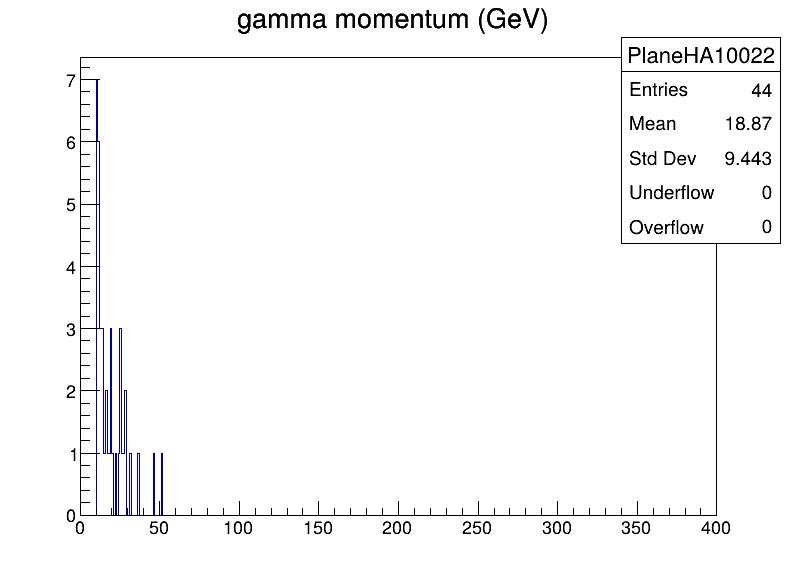 gamma momentum (GeV)
PlaneHA10022
Entries 44
Mean 18.87
Std Dev 9.443
Underflow 0
Overflow 0
7
6
5
4
3
2
1
0
0 50 100 150 200 250 300 350 400